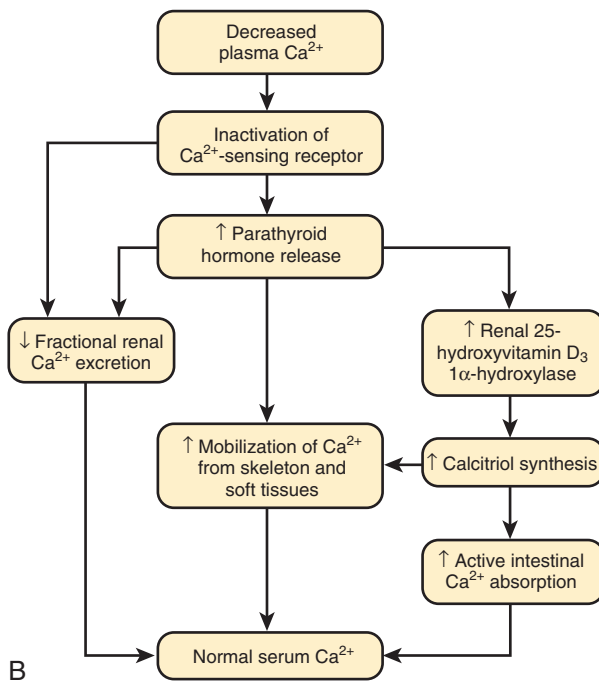 Decreased
plasma Ca²⁺
Inactivation of
Ca²⁺-sensing receptor
↑ Parathyroid
hormone release
↓ Fractional renal
Ca²⁺ excretion
↑ Renal 25-
hydroxyvitamin D₃
1α-hydroxylase
↑ Mobilization of Ca²⁺
from skeleton and
soft tissues
↑ Calcitriol synthesis
↑ Active intestinal
Ca²⁺ absorption
Normal serum Ca²⁺
B